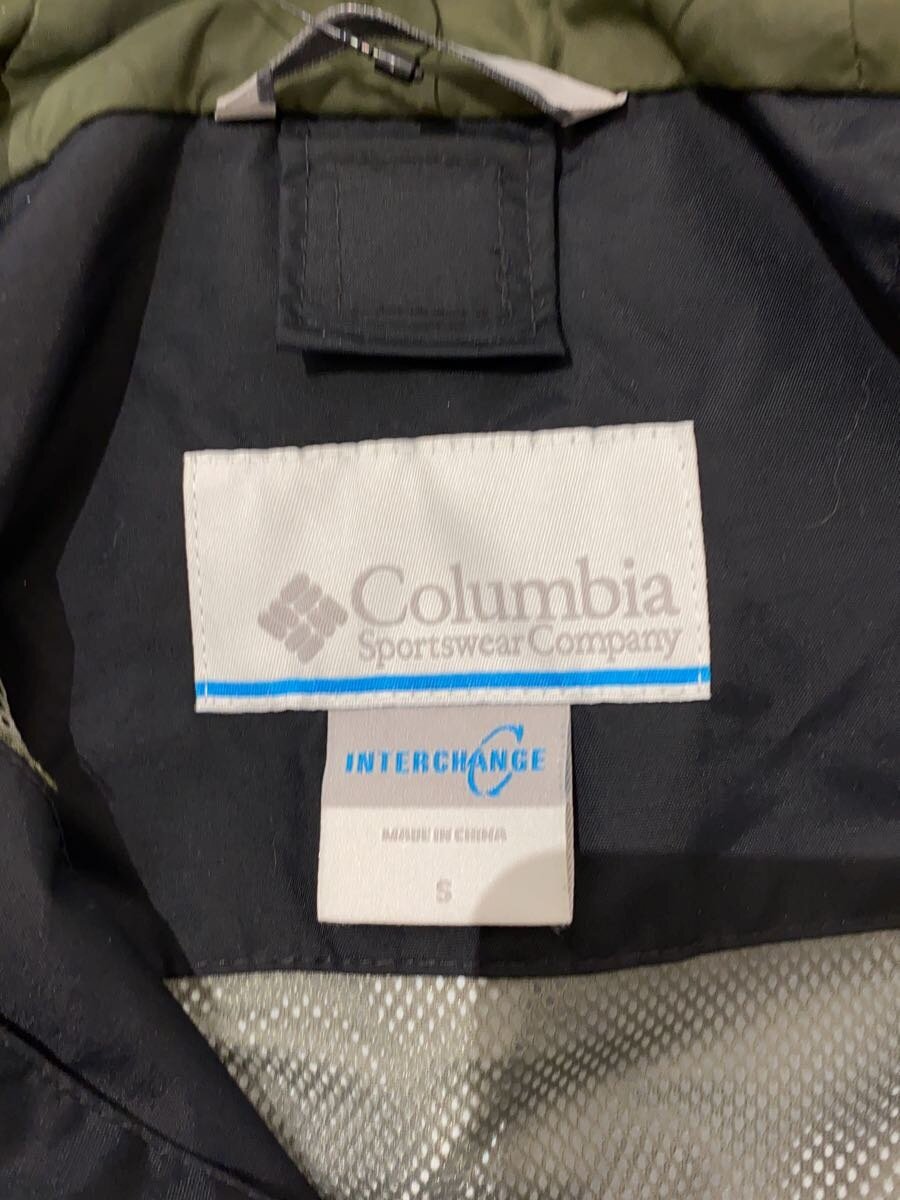 Columbia
Sportswear Company
INTERCHANGE
MADE IN CHINA
S